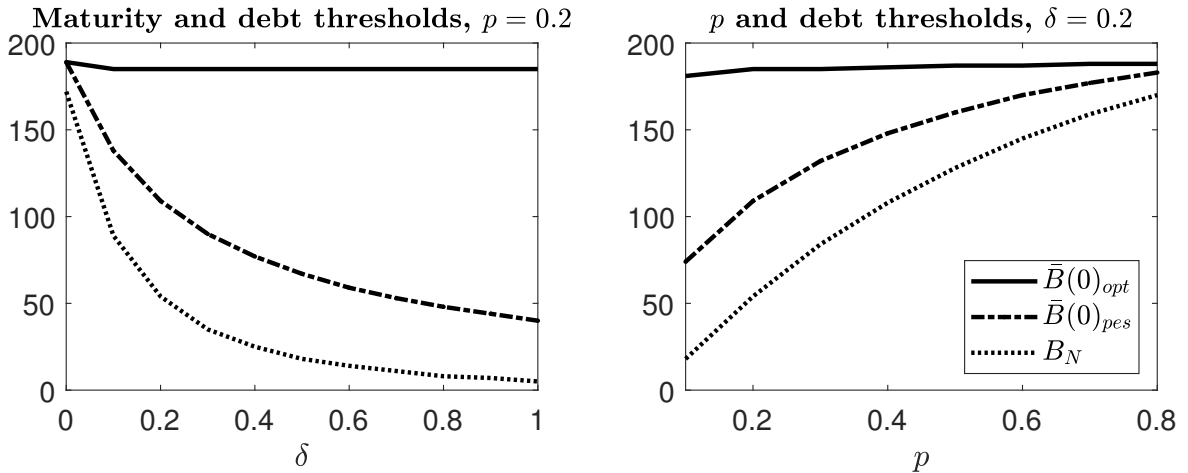 Maturity and debt thresholds, p = 0.2
200
150
100
50
0
0 0.2 0.4 0.6 0.8 1
δ
p and debt thresholds, δ = 0.2
200
150
100
50
0
0.2 0.4 0.6 0.8
p
B̄(0)opt
B̄(0)pes
BN